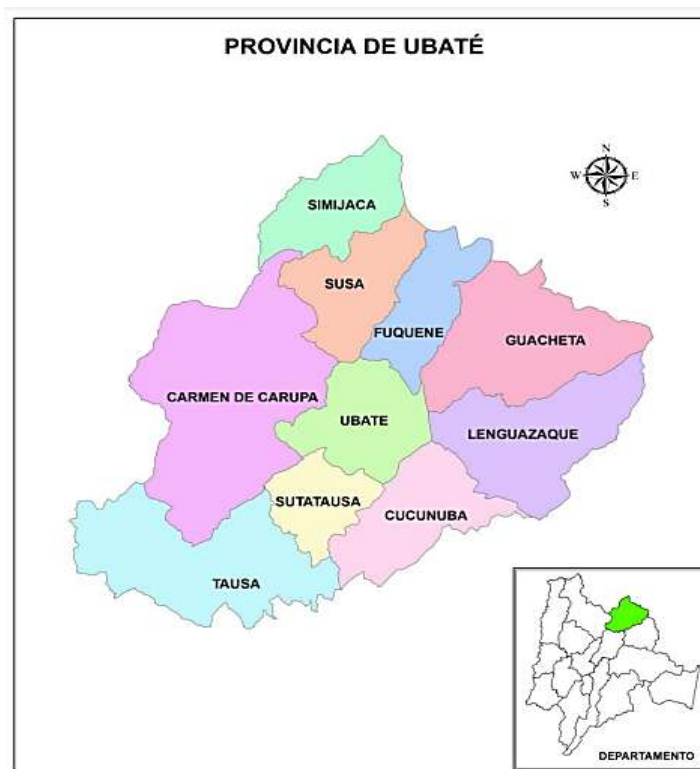 PROVINCIA DE UBATÉ
N
W E
S
SIMIJACA
SUSA
FUQUENE
GUACHETA
CARMEN DE CARUPA
UBATE
LENGUAZAQUE
SUTATAUSA
CUCUNUBA
TAUSA
DEPARTAMENTO